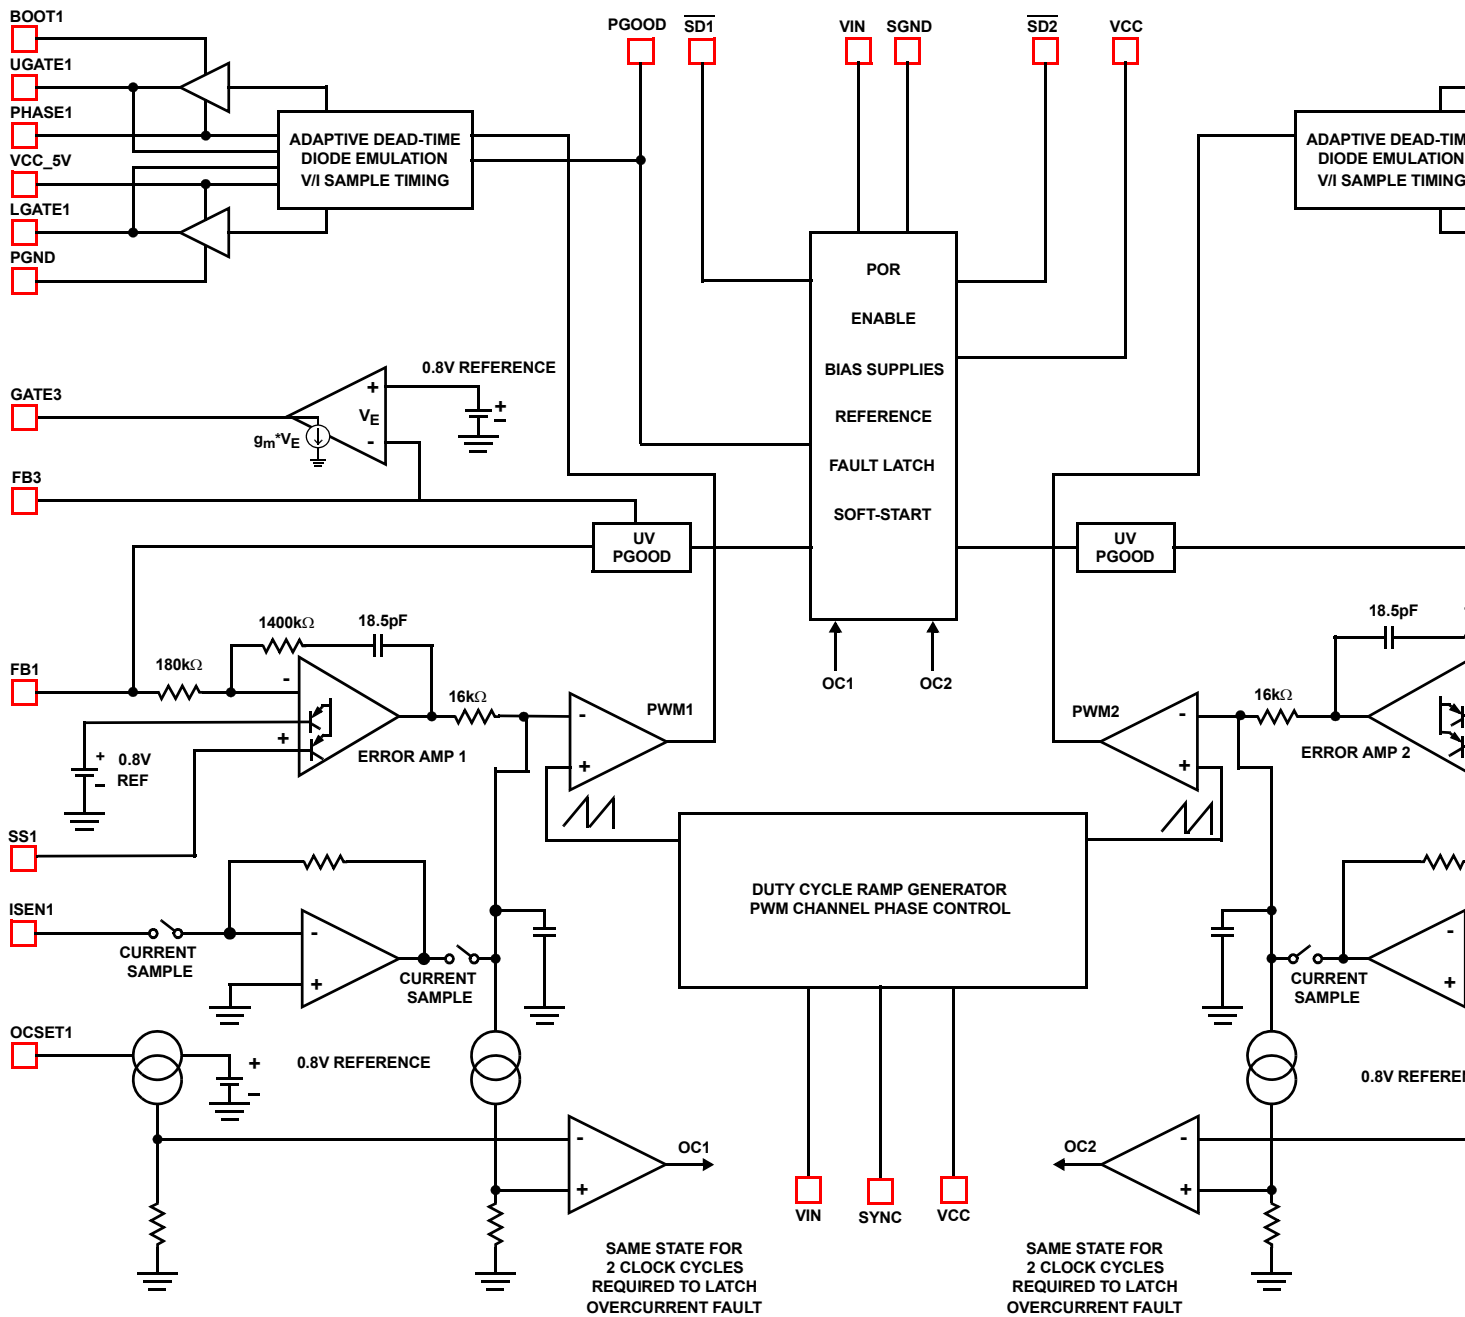 BOOT1
UGATE1
PHASE1
VCC_5V
LGATE1
PGND
ADAPTIVE DEAD-TIME
DIODE EMULATION
V/I SAMPLE TIMING
PGOOD
SD1
VIN
SGND
SD2
VCC
ADAPTIVE DEAD-TIM
DIODE EMULATION
V/I SAMPLE TIMING
POR
ENABLE
BIAS SUPPLIES
REFERENCE
FAULT LATCH
SOFT-START
OC1
OC2
GATE3
0.8V REFERENCE
+
VE
-
gm*VE
+
-
FB3
UV
PGOOD
UV
PGOOD
1400kΩ
18.5pF
FB1
180kΩ
-
+
16kΩ
ERROR AMP 1
+
-
0.8V
REF
-
+
PWM1
PWM2
-
+
16kΩ
18.5pF
ERROR AMP 2
SS1
DUTY CYCLE RAMP GENERATOR
PWM CHANNEL PHASE CONTROL
ISEN1
CURRENT
SAMPLE
-
+
CURRENT
SAMPLE
CURRENT
SAMPLE
-
+
OCSET1
+
-
0.8V REFERENCE
0.8V REFEREN
-
+
OC1
OC2
-
+
VIN
SYNC
VCC
SAME STATE FOR
2 CLOCK CYCLES
REQUIRED TO LATCH
OVERCURRENT FAULT
SAME STATE FOR
2 CLOCK CYCLES
REQUIRED TO LATCH
OVERCURRENT FAULT